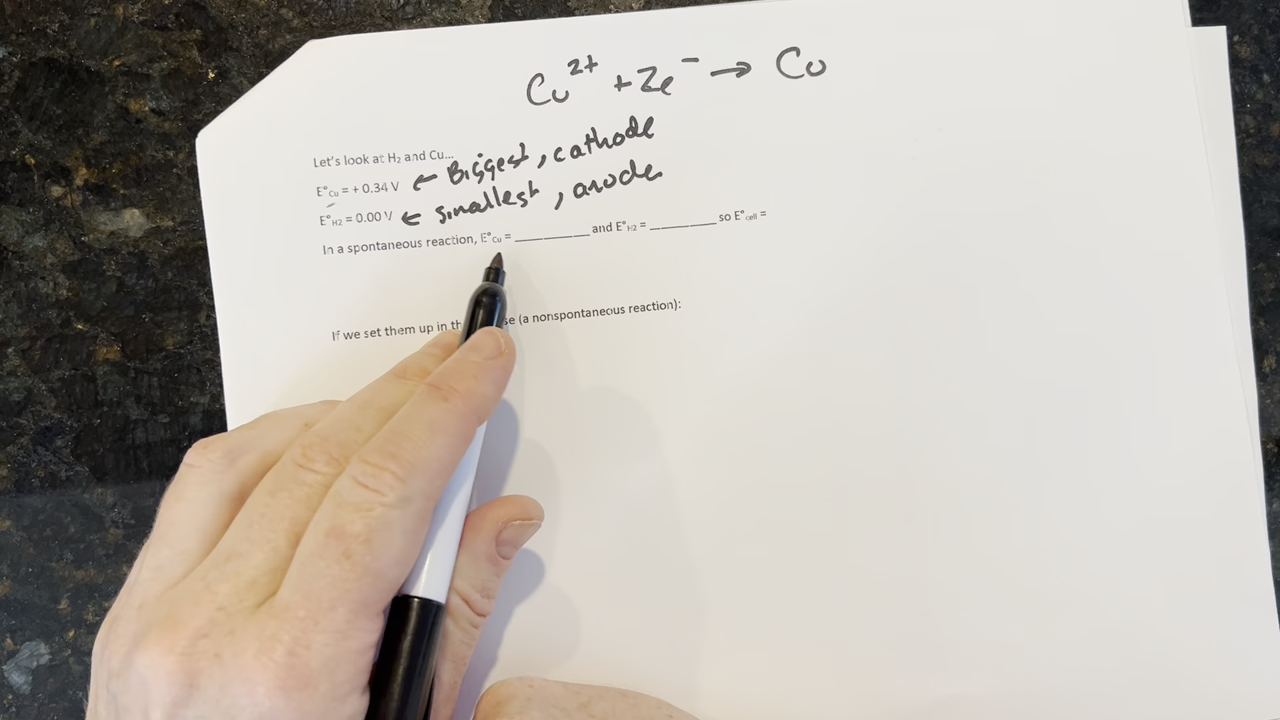 Cu²⁺ + 2e⁻ → Cu
Let's look at H₂ and Cu...
E°Cu = + 0.34 V ← Biggest, cathode
E°H2 = 0.00 V ← smallest, anode
In a spontaneous reaction, E°Cu = __________ and E°H2 = _________ so E°cell =
If we set them up in th se (a nonspontaneous reaction):